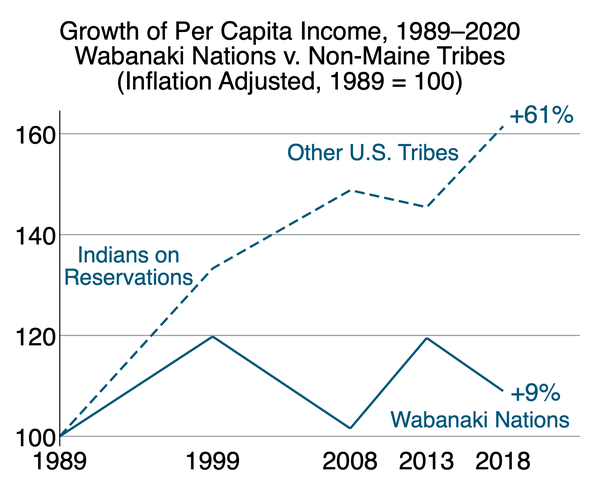 Growth of Per Capita Income, 1989–2020
Wabanaki Nations v. Non-Maine Tribes
(Inflation Adjusted, 1989 = 100)
+61%
160
Other U.S. Tribes
140
Indians on
Reservations
120
+9%
Wabanaki Nations
100
1989 1999 2008 2013 2018